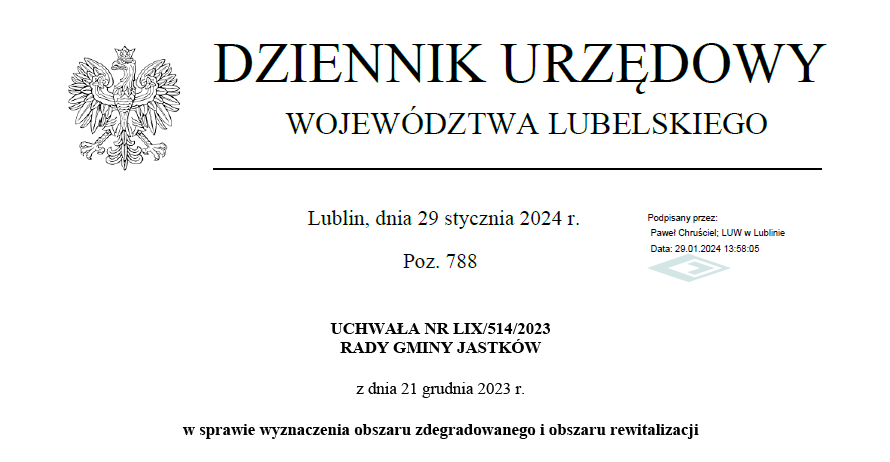 DZIENNIK URZĘDOWY
WOJEWÓDZTWA LUBELSKIEGO
Lublin, dnia 29 stycznia 2024 r.
Podpisany przez:
Paweł Chruściel; LUW w Lublinie
Data: 29.01.2024 13:58:05
Poz. 788
UCHWAŁA NR LIX/514/2023
RADY GMINY JASTKÓW
z dnia 21 grudnia 2023 r.
w sprawie wyznaczenia obszaru zdegradowanego i obszaru rewitalizacji